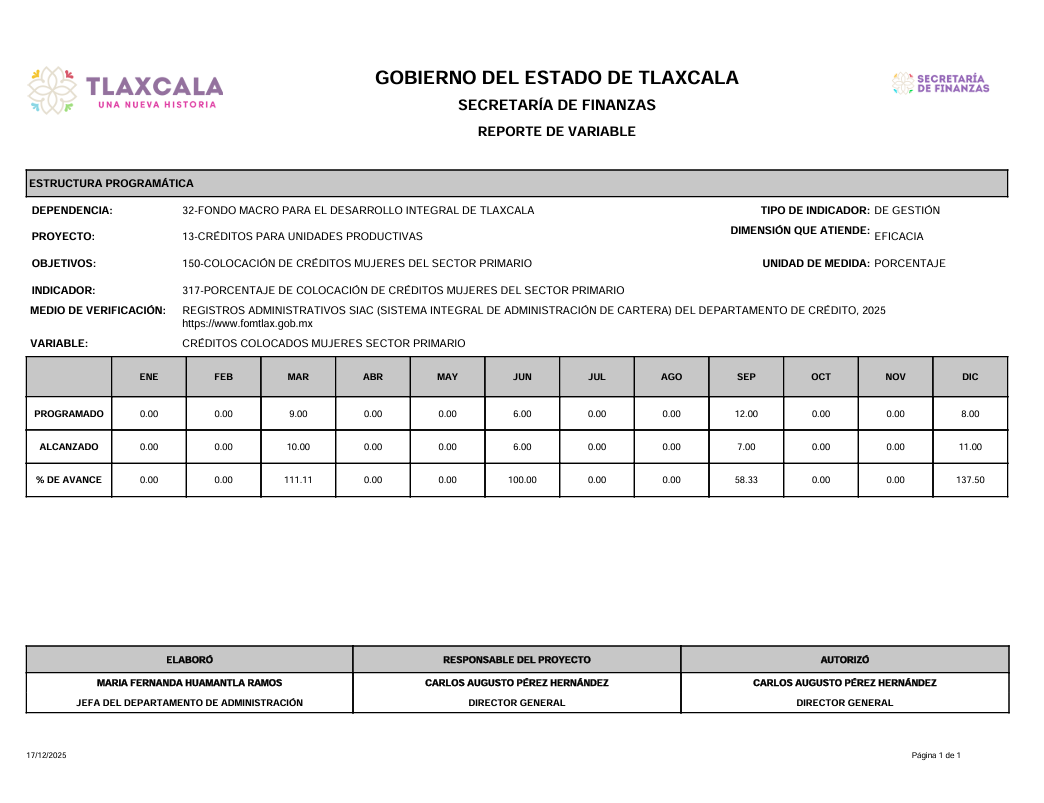 TLAXCALA
UNA NUEVA HISTORIA
GOBIERNO DEL ESTADO DE TLAXCALA
SECRETARÍA DE FINANZAS
REPORTE DE VARIABLE
SECRETARÍA
DE FINANZAS
ESTRUCTURA PROGRAMÁTICA
DEPENDENCIA: 32-FONDO MACRO PARA EL DESARROLLO INTEGRAL DE TLAXCALA TIPO DE INDICADOR: DE GESTIÓN
PROYECTO: 13-CRÉDITOS PARA UNIDADES PRODUCTIVAS DIMENSIÓN QUE ATIENDE: EFICACIA
OBJETIVOS: 150-COLOCACIÓN DE CRÉDITOS MUJERES DEL SECTOR PRIMARIO UNIDAD DE MEDIDA: PORCENTAJE
INDICADOR: 317-PORCENTAJE DE COLOCACIÓN DE CRÉDITOS MUJERES DEL SECTOR PRIMARIO
MEDIO DE VERIFICACIÓN: REGISTROS ADMINISTRATIVOS SIAC (SISTEMA INTEGRAL DE ADMINISTRACIÓN DE CARTERA) DEL DEPARTAMENTO DE CRÉDITO, 2025
https://www.fomtlax.gob.mx
VARIABLE: CRÉDITOS COLOCADOS MUJERES SECTOR PRIMARIO
ENE FEB MAR ABR MAY JUN JUL AGO SEP OCT NOV DIC
PROGRAMADO 0.00 0.00 9.00 0.00 0.00 6.00 0.00 0.00 12.00 0.00 0.00 8.00
ALCANZADO 0.00 0.00 10.00 0.00 0.00 6.00 0.00 0.00 7.00 0.00 0.00 11.00
% DE AVANCE 0.00 0.00 111.11 0.00 0.00 100.00 0.00 0.00 58.33 0.00 0.00 137.50
ELABORÓ RESPONSABLE DEL PROYECTO AUTORIZÓ
MARIA FERNANDA HUAMANTLA RAMOS CARLOS AUGUSTO PÉREZ HERNÁNDEZ CARLOS AUGUSTO PÉREZ HERNÁNDEZ
JEFA DEL DEPARTAMENTO DE ADMINISTRACIÓN DIRECTOR GENERAL DIRECTOR GENERAL
17/12/2025 Página 1 de 1